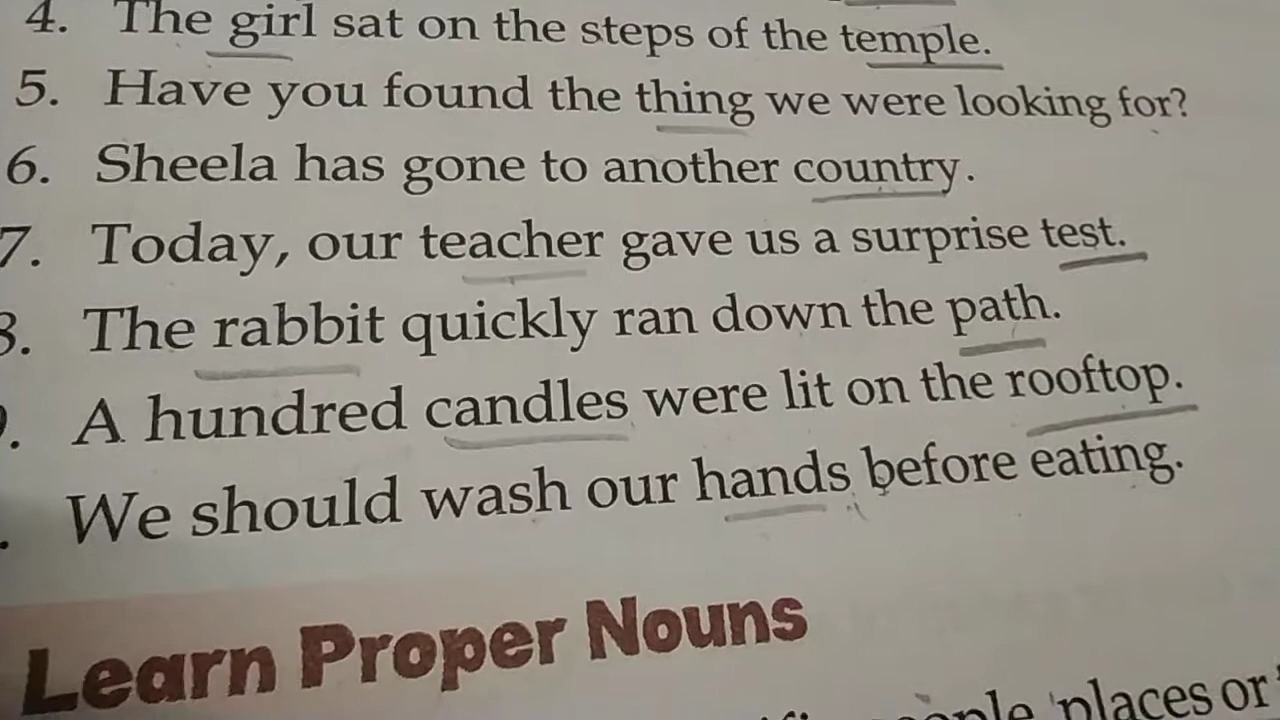 4. The girl sat on the steps of the temple.
5. Have you found the thing we were looking for?
6. Sheela has gone to another country.
7. Today, our teacher gave us a surprise test.
8. The rabbit quickly ran down the path.
. A hundred candles were lit on the rooftop.
. We should wash our hands before eating.
Learn Proper Nouns
places or